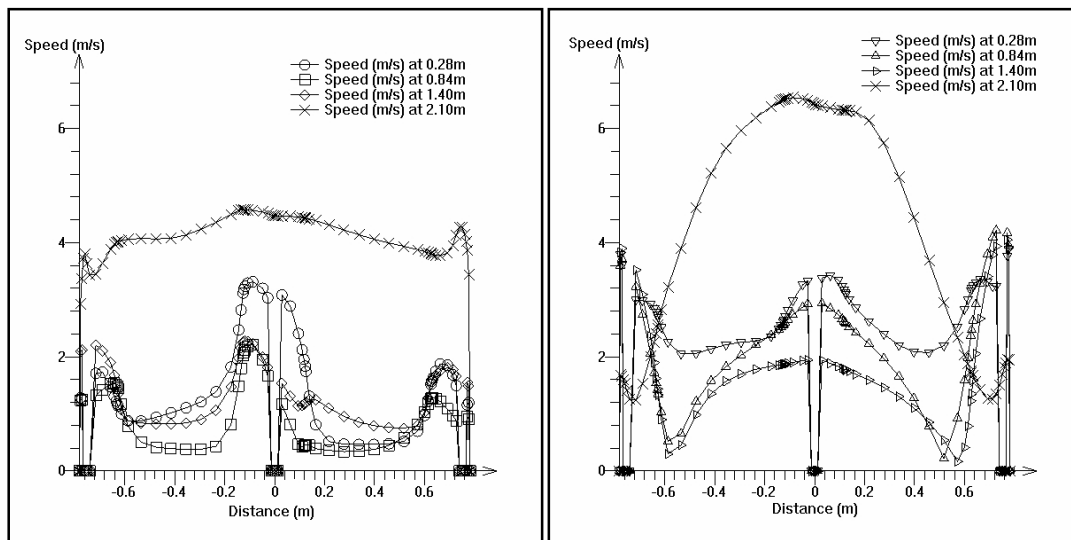 Speed (m/s)
Speed (m/s) at 0.28m
Speed (m/s) at 0.84m
Speed (m/s) at 1.40m
Speed (m/s) at 2.10m
6
4
2
0
-0.6 -0.4 -0.2 0 0.2 0.4 0.6
Distance (m)
Speed (m/s)
Speed (m/s) at 0.28m
Speed (m/s) at 0.84m
Speed (m/s) at 1.40m
Speed (m/s) at 2.10m
6
4
2
0
-0.6 -0.4 -0.2 0 0.2 0.4 0.6
Distance (m)